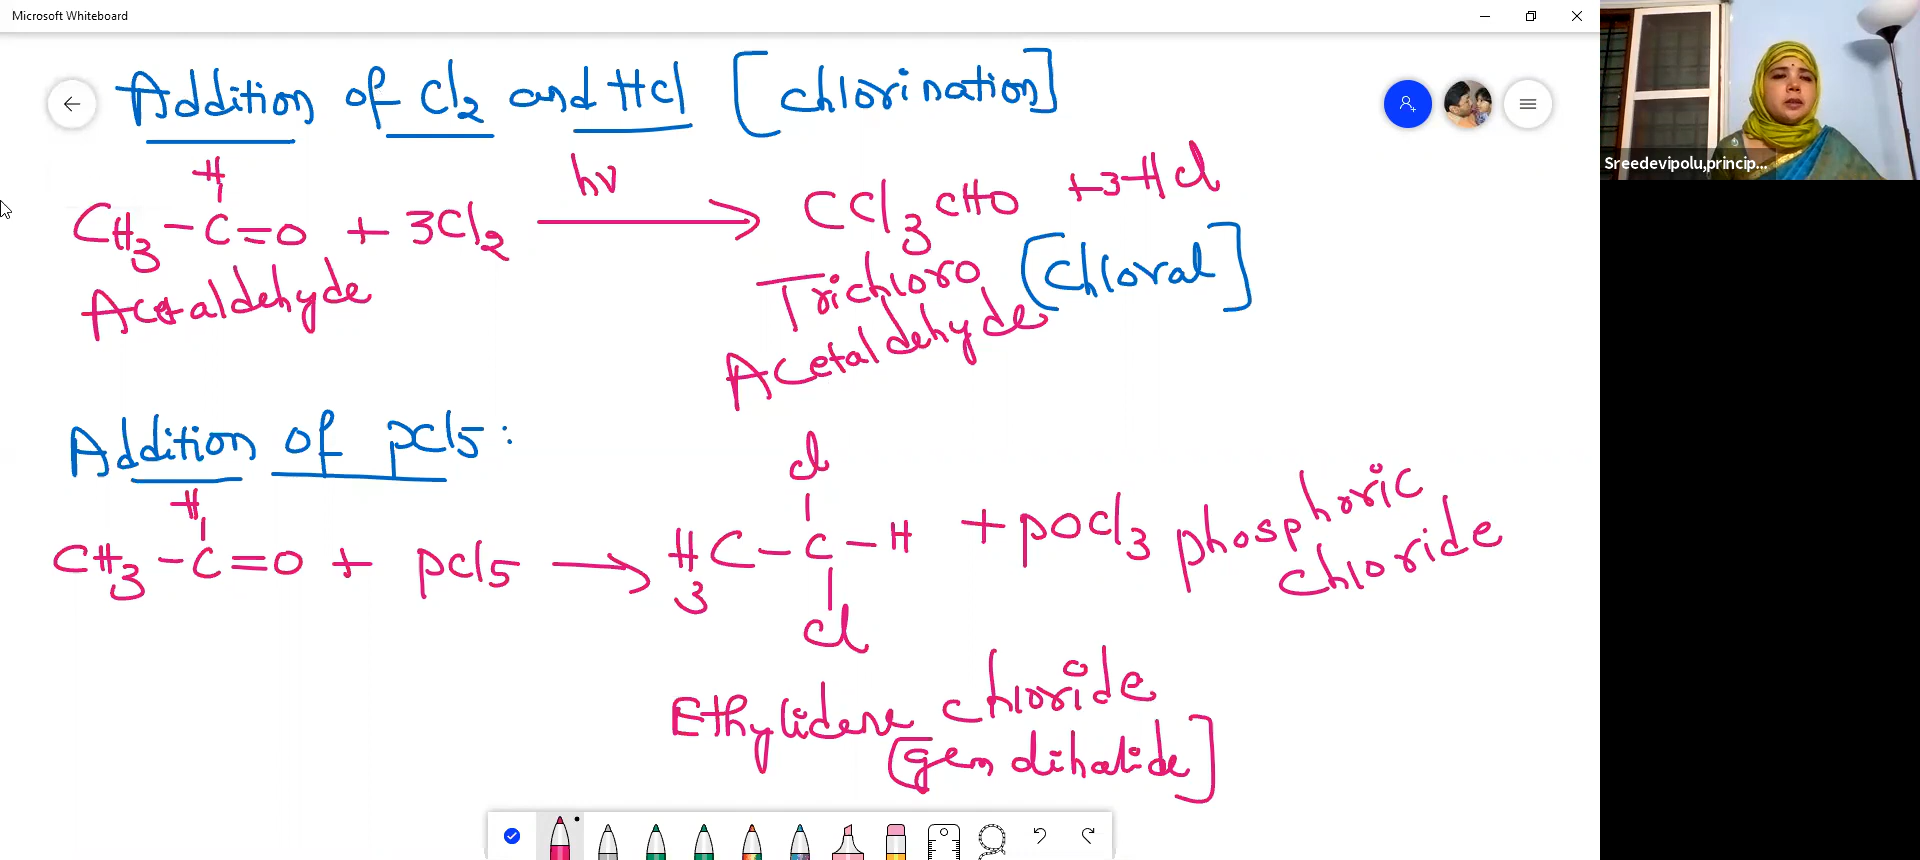 Microsoft Whiteboard
Addition of Cl2 and HCl [chlorination]
H
CH3-C=O + 3Cl2 hν → CCl3CHO +3HCl
Acetaldehyde
Trichloro Acetaldehyde [chloral]
Addition of pcl5:
H
CH3-C=O + pcl5 → H3C-C-H + pOcl3 phosphoric chloride
cl
cl
Ethylidene chloride
[gem dihalide]
Sreedevipolu,princip...